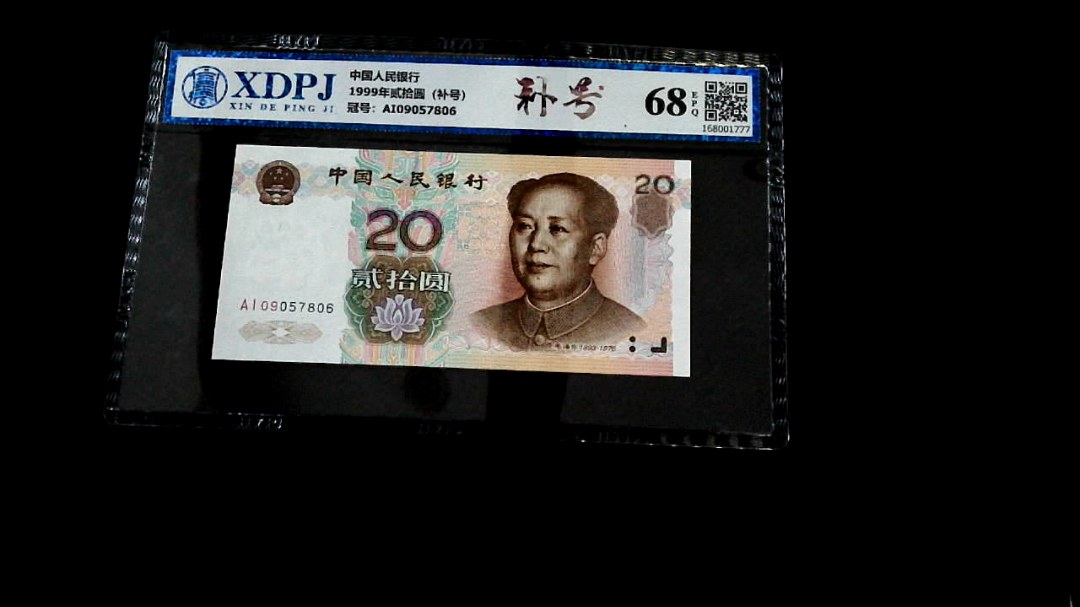 XDPJ
XIN DE PING JI
中国人民银行
1999年贰拾圆（补号）
冠号：AI09057806
补号
68
EPQ
168001777
中国人民银行
20
20
贰拾圆
AI09057806